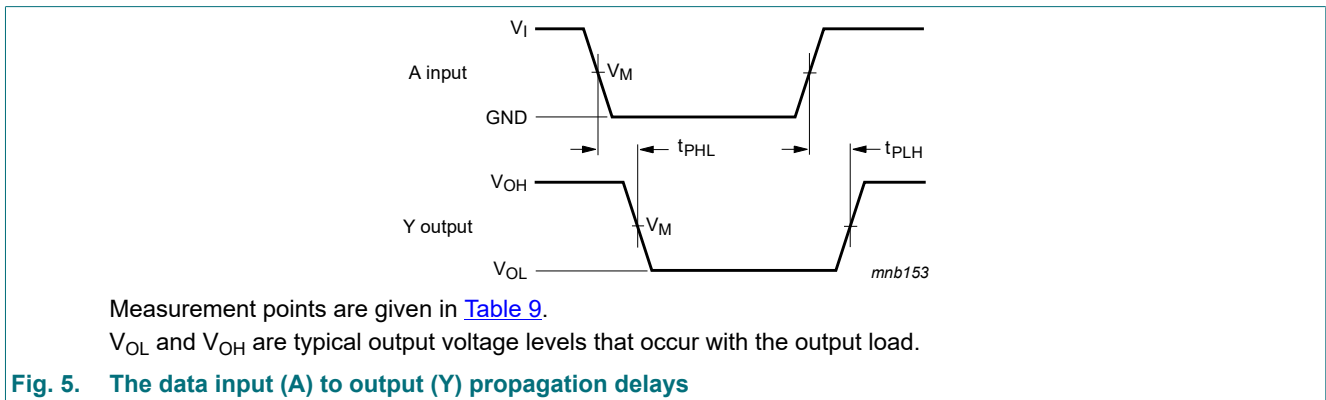 VI
A input
VM
GND
tPHL
tPLH
VOH
Y output
VM
VOL
mnb153
Measurement points are given in Table 9.
VOL and VOH are typical output voltage levels that occur with the output load.
Fig. 5. The data input (A) to output (Y) propagation delays